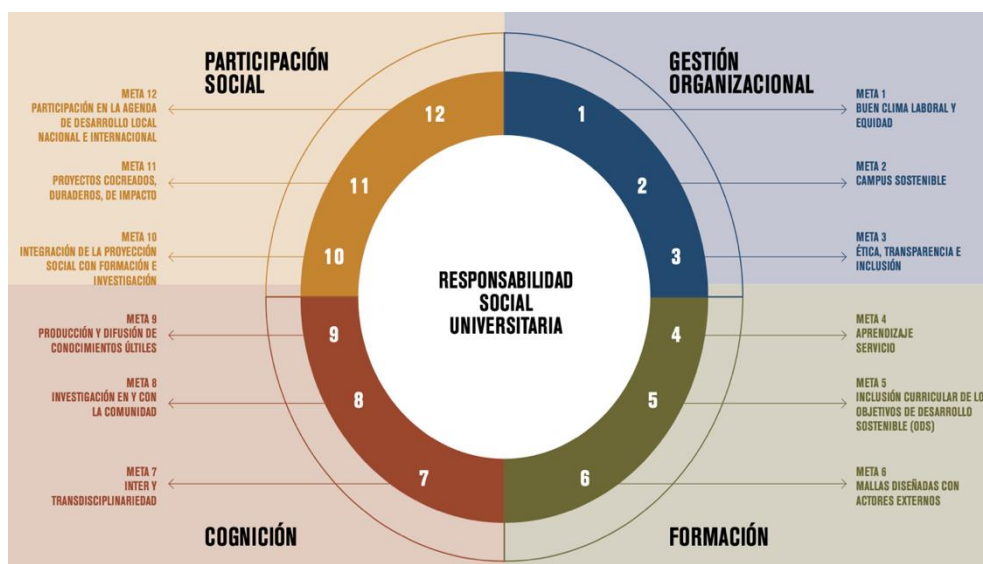 PARTICIPACIÓN
SOCIAL
GESTIÓN
ORGANIZACIONAL
META 12
PARTICIPACIÓN EN LA AGENDA
DE DESARROLLO LOCAL
NACIONAL E INTERNACIONAL
META 11
PROYECTOS COCREADOS,
DURADEROS, DE IMPACTO
META 10
INTEGRACIÓN DE LA PROYECCIÓN
SOCIAL CON FORMACIÓN E
INVESTIGACIÓN
12
11
10
1
2
3
META 1
BUEN CLIMA LABORAL Y
EQUIDAD
META 2
CAMPUS SOSTENIBLE
META 3
ÉTICA, TRANSPARENCIA E
INCLUSIÓN
RESPONSABILIDAD
SOCIAL
UNIVERSITARIA
META 9
PRODUCCIÓN Y DIFUSIÓN DE
CONOCIMIENTOS ÚLTILES
META 8
INVESTIGACIÓN EN Y CON
LA COMUNIDAD
META 7
INTER Y
TRANSDISCIPLINARIEDAD
9
8
7
4
5
6
META 4
APRENDIZAJE
SERVICIO
META 5
INCLUSIÓN CURRICULAR DE LO
OBJETIVOS DE DESARROLLO
SOSTENIBLE (ODS)
META 6
MALLAS DISEÑADAS CON
ACTORES EXTERNOS
COGNICIÓN
FORMACIÓN